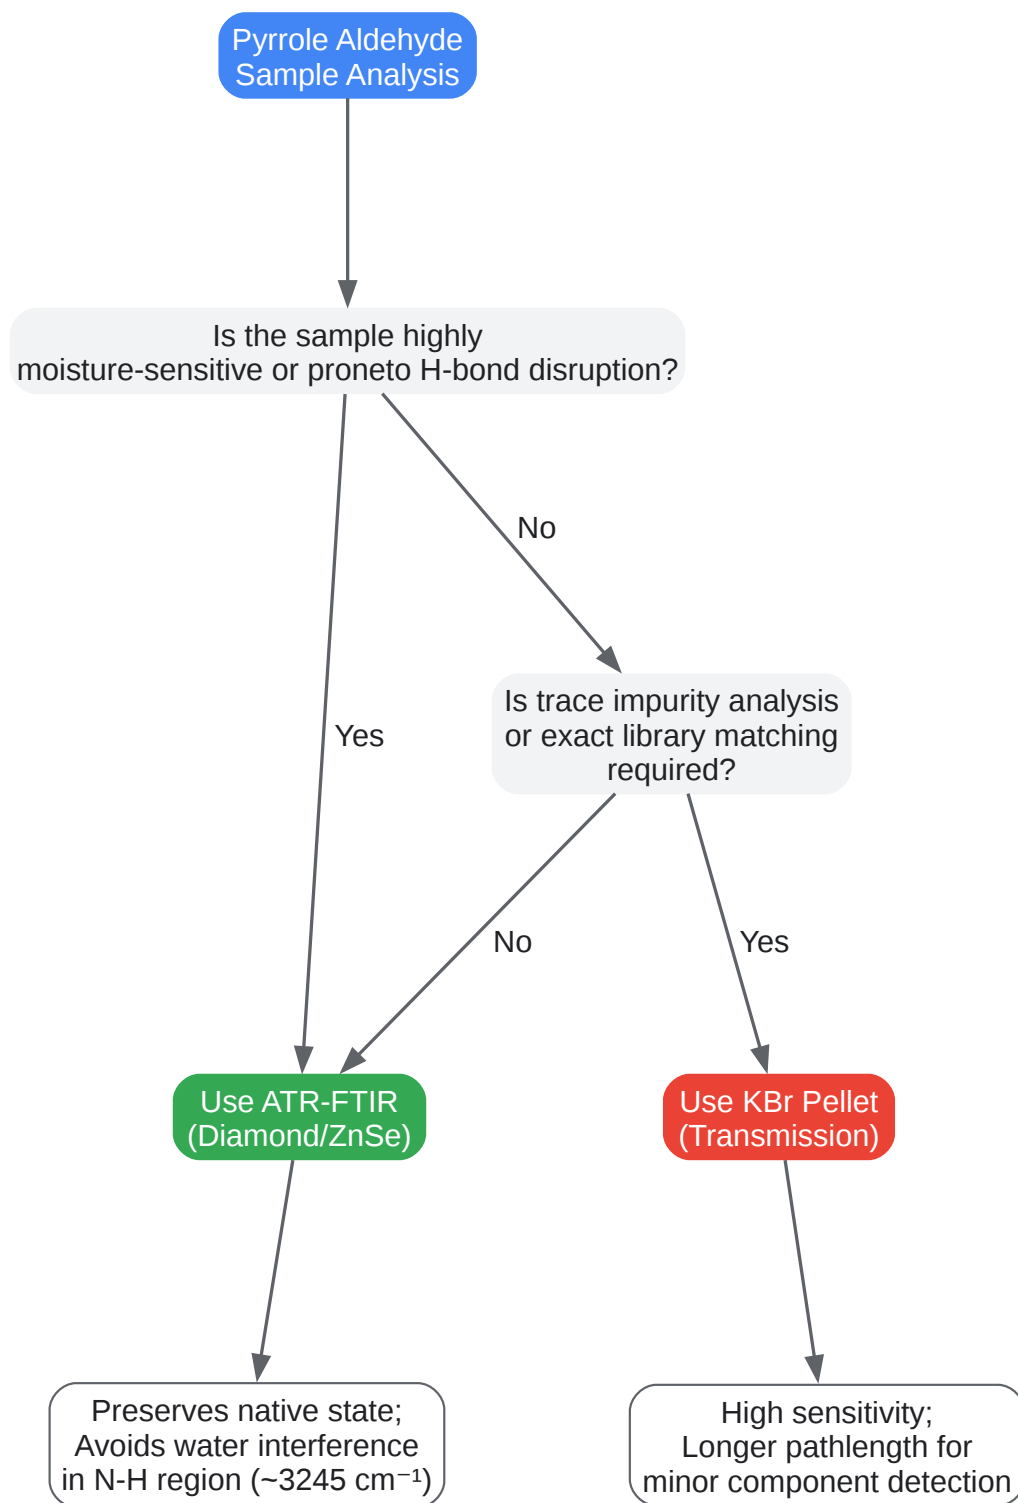 Pyrrole Aldehyde
Sample Analysis
Is the sample highly
moisture-sensitive or proneto H-bond disruption?
No
Is trace impurity analysis
or exact library matching
required?
Yes
No
Yes
Use ATR-FTIR
(Diamond/ZnSe)
Use KBr Pellet
(Transmission)
Preserves native state;
Avoids water interference
in N-H region (~3245 cm⁻¹)
High sensitivity;
Longer pathlength for
minor component detection